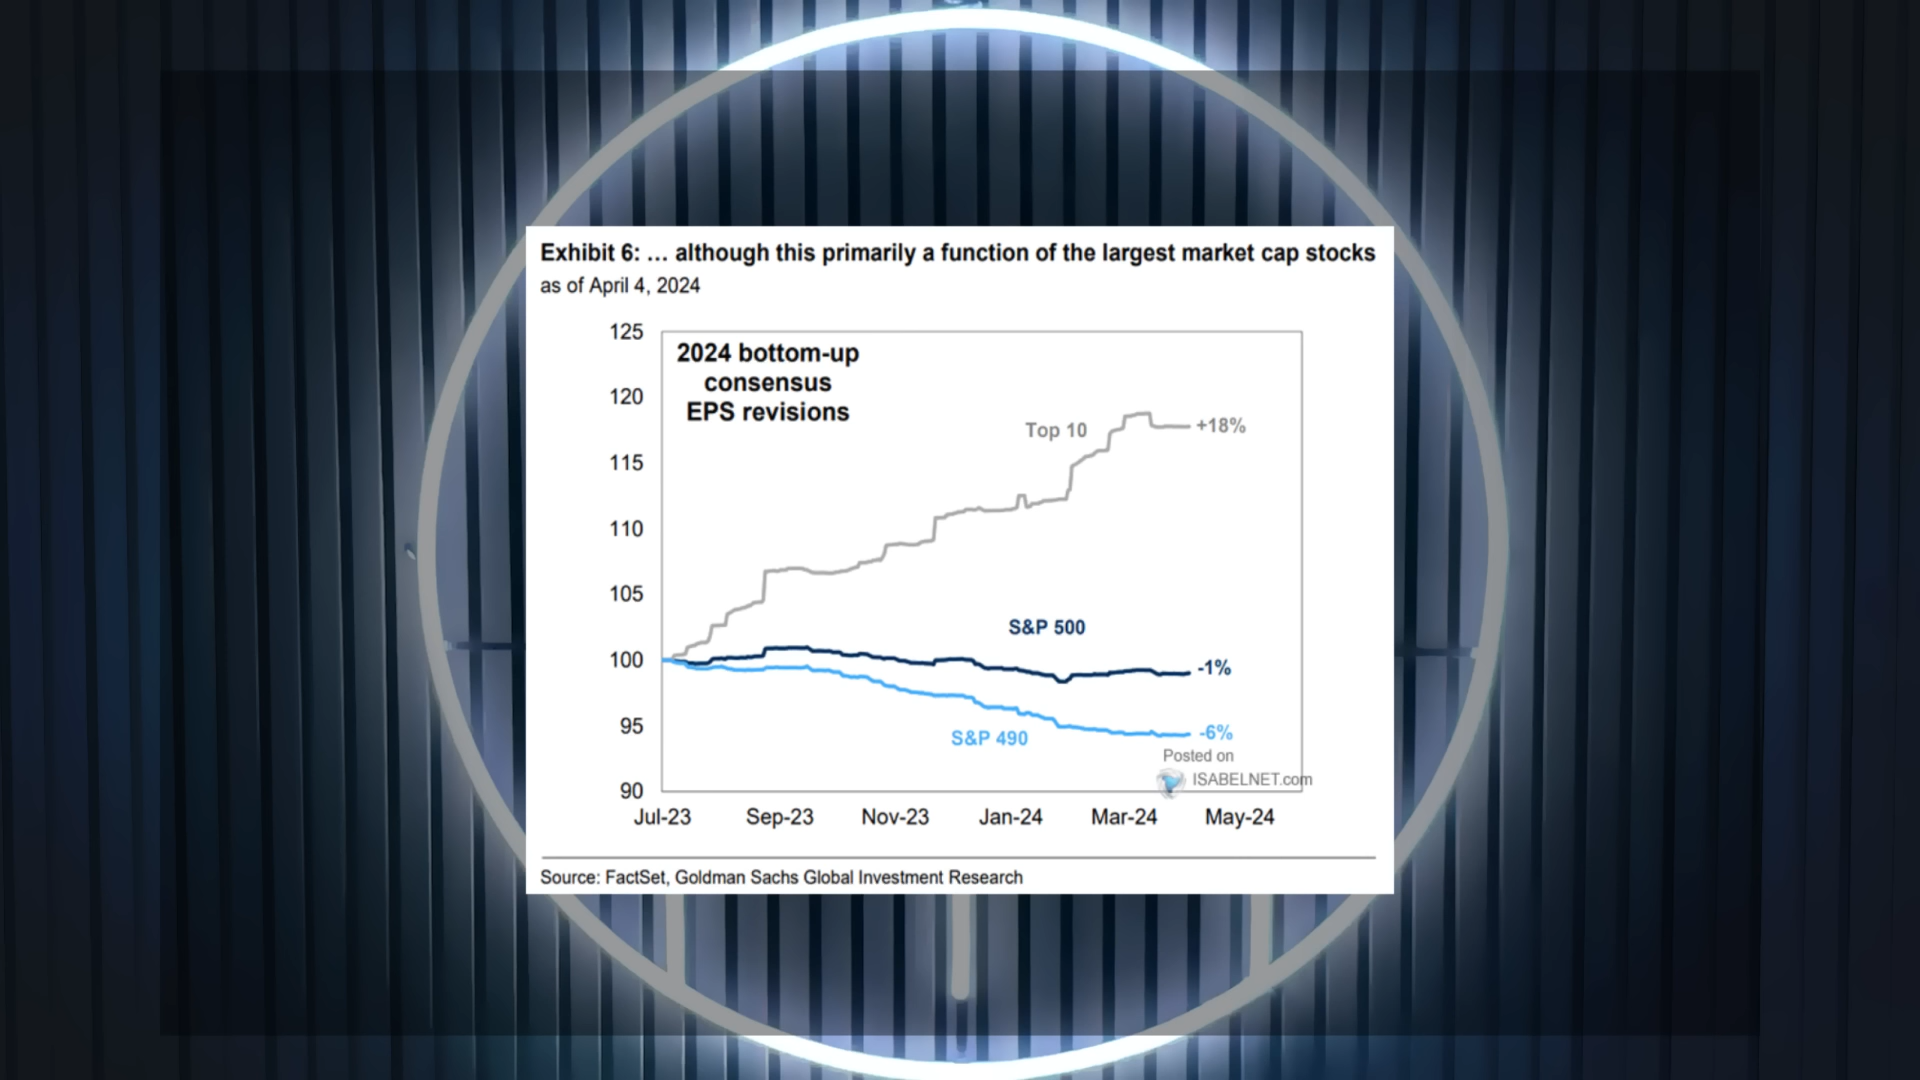 Exhibit 6: ... although this primarily a function of the largest market cap stocks
as of April 4, 2024
125
120
115
110
105
100
95
90
2024 bottom-up
consensus
EPS revisions
Top 10
+18%
S&P 500
-1%
S&P 490
-6%
Posted on
ISABELNET.com
Jul-23 Sep-23 Nov-23 Jan-24 Mar-24 May-24
Source: FactSet, Goldman Sachs Global Investment Research